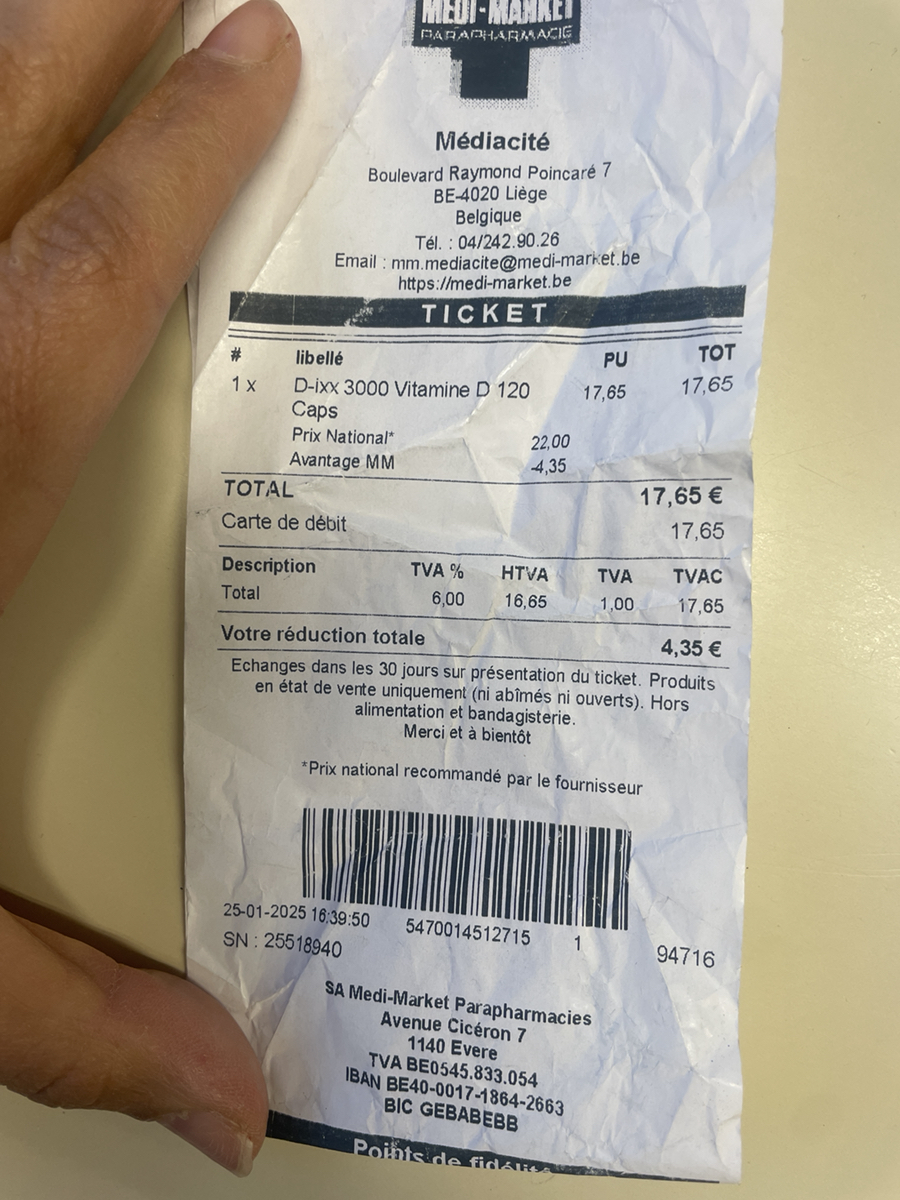 MEDI-MARKET
PARAPHARMACIE
Médiacité
Boulevard Raymond Poincaré 7
BE-4020 Liège
Belgique
Tél. : 04/242.90.26
Email : mm.mediacite@medi-market.be
https://medi-market.be
TICKET
# libellé PU TOT
1 x D-ixx 3000 Vitamine D 120 17,65 17,65
Caps
Prix National* 22,00
Avantage MM -4,35
TOTAL 17,65 €
Carte de débit 17,65
Description TVA % HTVA TVA TVAC
Total 6,00 16,65 1,00 17,65
Votre réduction totale 4,35 €
Echanges dans les 30 jours sur présentation du ticket. Produits
en état de vente uniquement (ni abîmés ni ouverts). Hors
alimentation et bandagisterie.
Merci et à bientôt
*Prix national recommandé par le fournisseur
25-01-2025 16:39:50 5470014512715 1 94716
SN : 25518940
SA Medi-Market Parapharmacies
Avenue Cicéron 7
1140 Evere
TVA BE0545.833.054
IBAN BE40-0017-1864-2663
BIC GEBABEBB
Points de fidélité